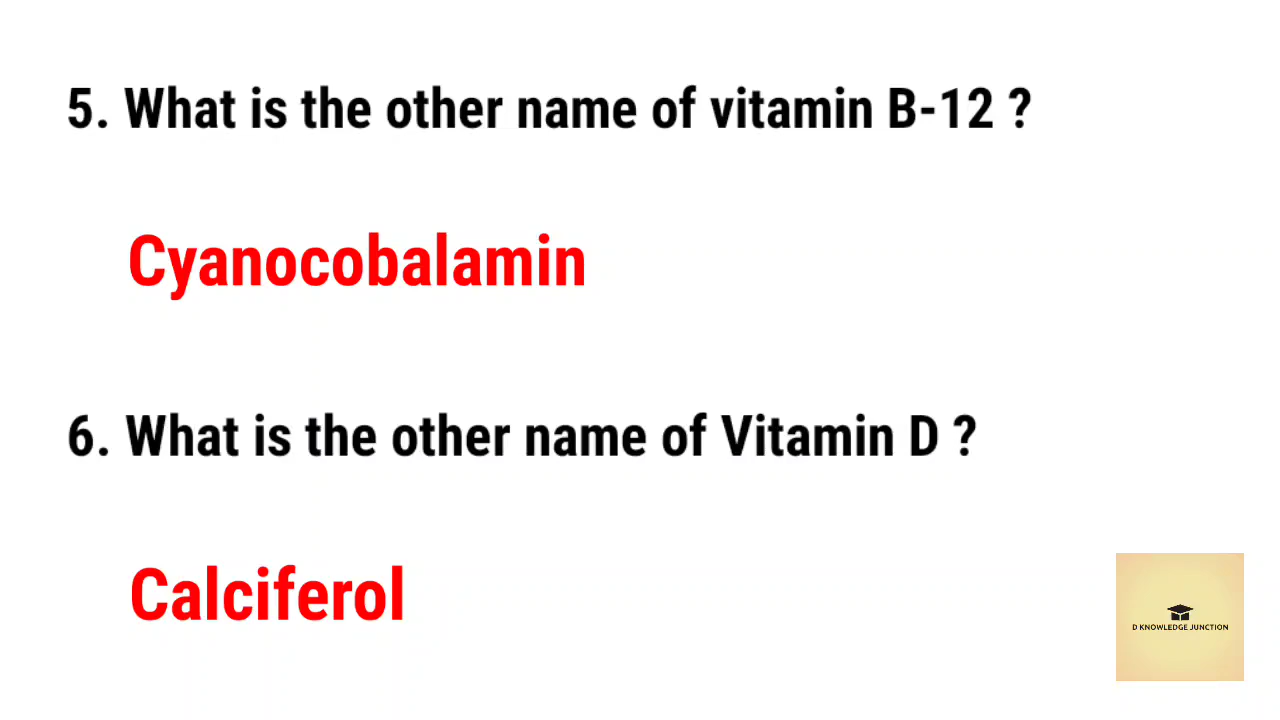 5. What is the other name of vitamin B-12 ?
Cyanocobalamin
6. What is the other name of Vitamin D ?
Calciferol
D KNOWLEDGE JUNCTION